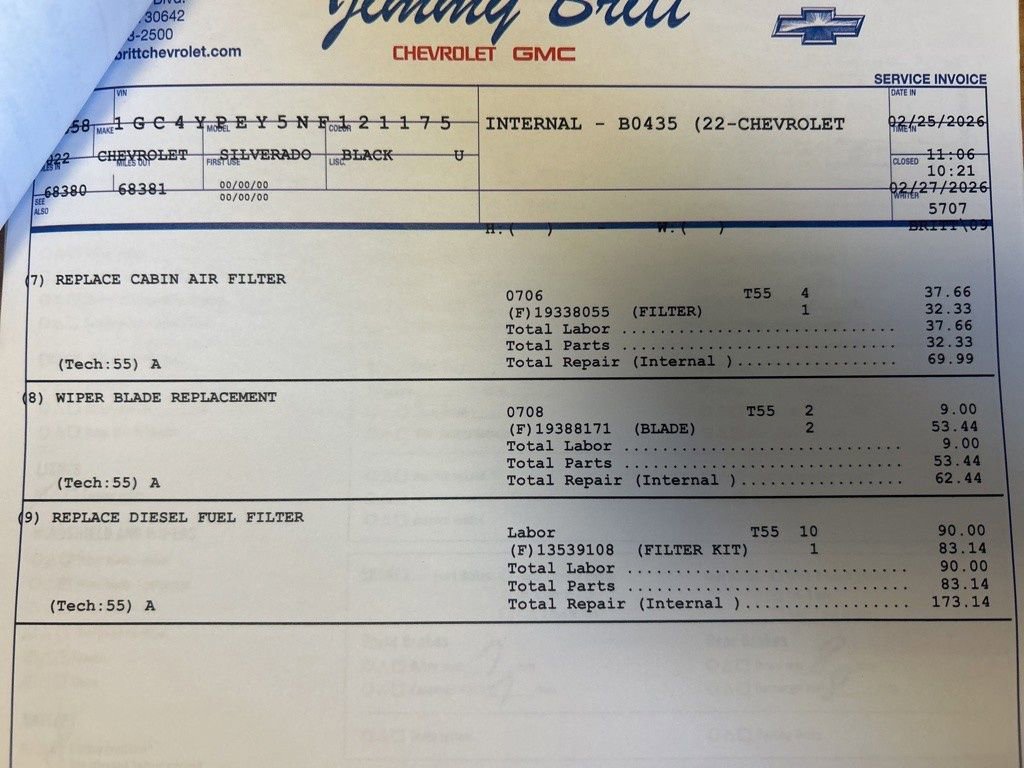 Blvd.
30642
3-2500
brittchevrolet.com
Jimmy Britt
CHEVROLET GMC
SERVICE INVOICE
VIN
DATE IN
58 MAKE 1GC4YPEY5NF121175 MODEL COLOR
INTERNAL - B0435 (22-CHEVROLET
02/25/2026
TIME IN
22 CHEVROLET SILVERADO BLACK U
11:06
MILES OUT FIRST USE LISC.
CLOSED
10:21
68380 68381 00/00/00
00/00/00
02/27/2026
SEE ALSO
WRITER
5707
H:( ) - W:( ) -
BRITT\09
(7) REPLACE CABIN AIR FILTER
0706 T55 4 37.66
(F)19338055 (FILTER) 1 32.33
Total Labor .............................. 37.66
Total Parts .............................. 32.33
(Tech:55) A Total Repair (Internal )................. 69.99
(8) WIPER BLADE REPLACEMENT
0708 T55 2 9.00
(F)19388171 (BLADE) 2 53.44
Total Labor .............................. 9.00
Total Parts .............................. 53.44
(Tech:55) A Total Repair (Internal )................. 62.44
(9) REPLACE DIESEL FUEL FILTER
Labor T55 10 90.00
(F)13539108 (FILTER KIT) 1 83.14
Total Labor .............................. 90.00
Total Parts .............................. 83.14
(Tech:55) A Total Repair (Internal )................. 173.14